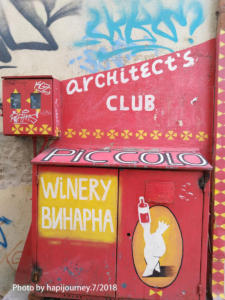 architect's
CLUB
PICCOLO
WiNERY
ВИНАРНА
Photo by hapijourney.7/2018